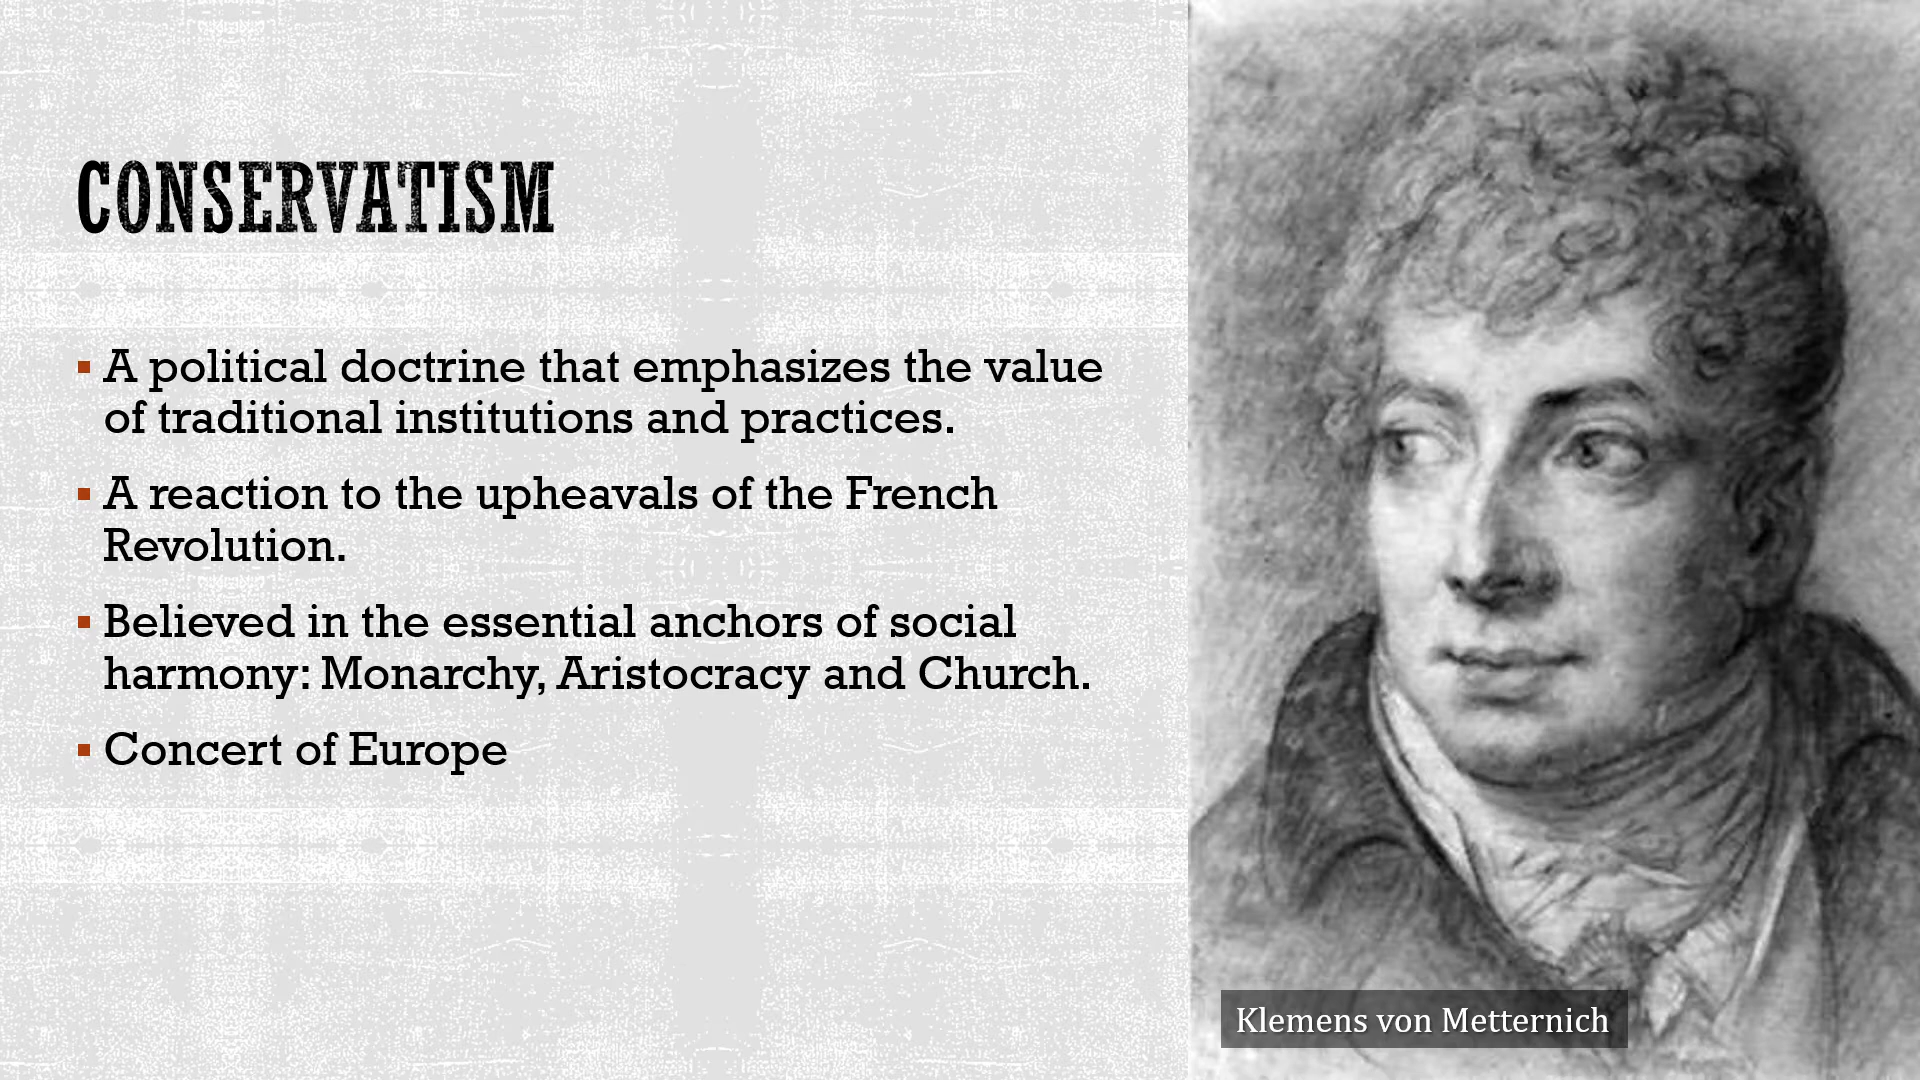 CONSERVATISM
A political doctrine that emphasizes the value
of traditional institutions and practices.
A reaction to the upheavals of the French
Revolution.
Believed in the essential anchors of social
harmony: Monarchy, Aristocracy and Church.
Concert of Europe
Klemens von Metternich